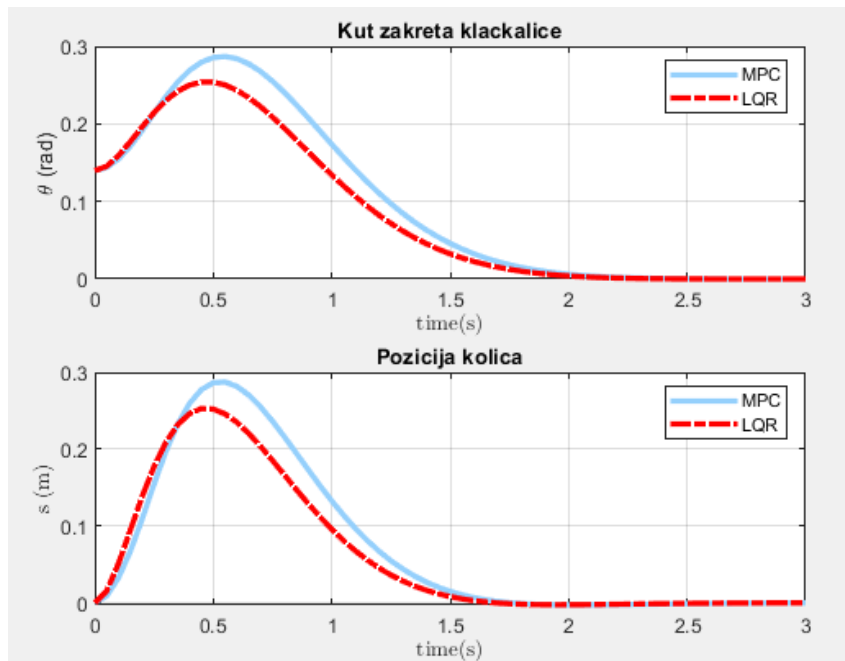 Kut zakreta klackalice
0.3
0.2
0.1
0
θ (rad)
MPC
LQR
0 0.5 1 1.5 2 2.5 3
time(s)
Pozicija kolica
0.3
0.2
0.1
0
s (m)
MPC
LQR
0 0.5 1 1.5 2 2.5 3
time(s)